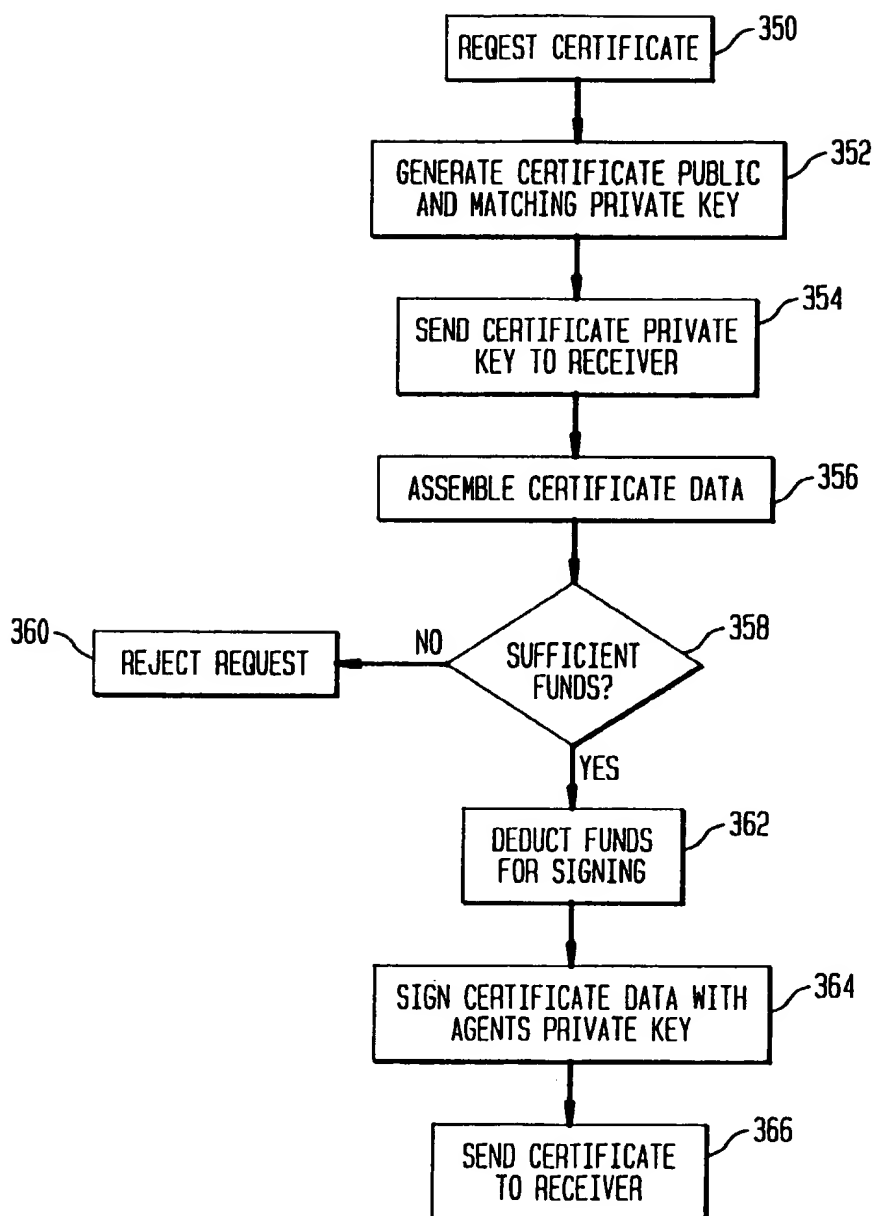 REQEST CERTIFICATE
350
GENERATE CERTIFICATE PUBLIC
AND MATCHING PRIVATE KEY
352
SEND CERTIFICATE PRIVATE
KEY TO RECEIVER
354
ASSEMBLE CERTIFICATE DATA
356
SUFFICIENT
FUNDS?
358
NO
360
REJECT REQUEST
YES
DEDUCT FUNDS
FOR SIGNING
362
SIGN CERTIFICATE DATA WITH
AGENTS PRIVATE KEY
364
SEND CERTIFICATE
TO RECEIVER
366